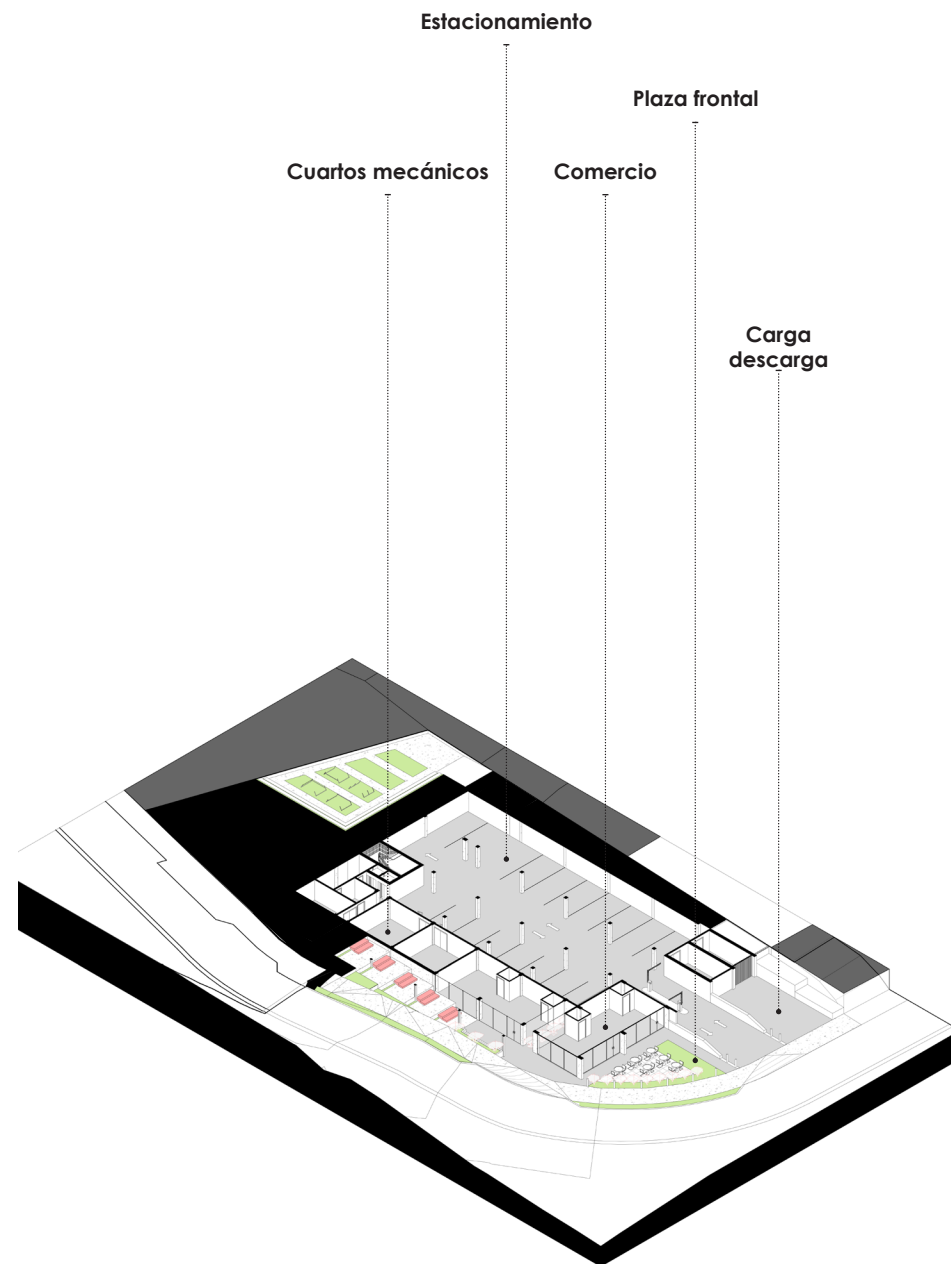 Estacionamiento
Plaza frontal
Cuartos mecánicos
Comercio
Carga
descarga